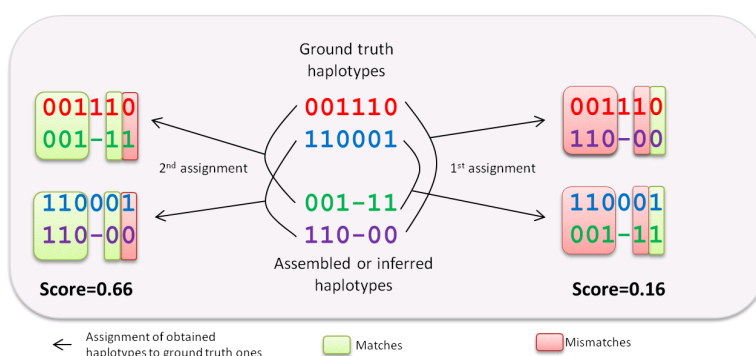 Ground truth
haplotypes
001110
001-11
001110
110001
001110
110-00
2nd assignment
1st assignment
110001
110-00
001-11
110-00
110001
001-11
Assembled or inferred
haplotypes
Score=0.66
Score=0.16
Assignment of obtained
haplotypes to ground truth ones
Matches
Mismatches